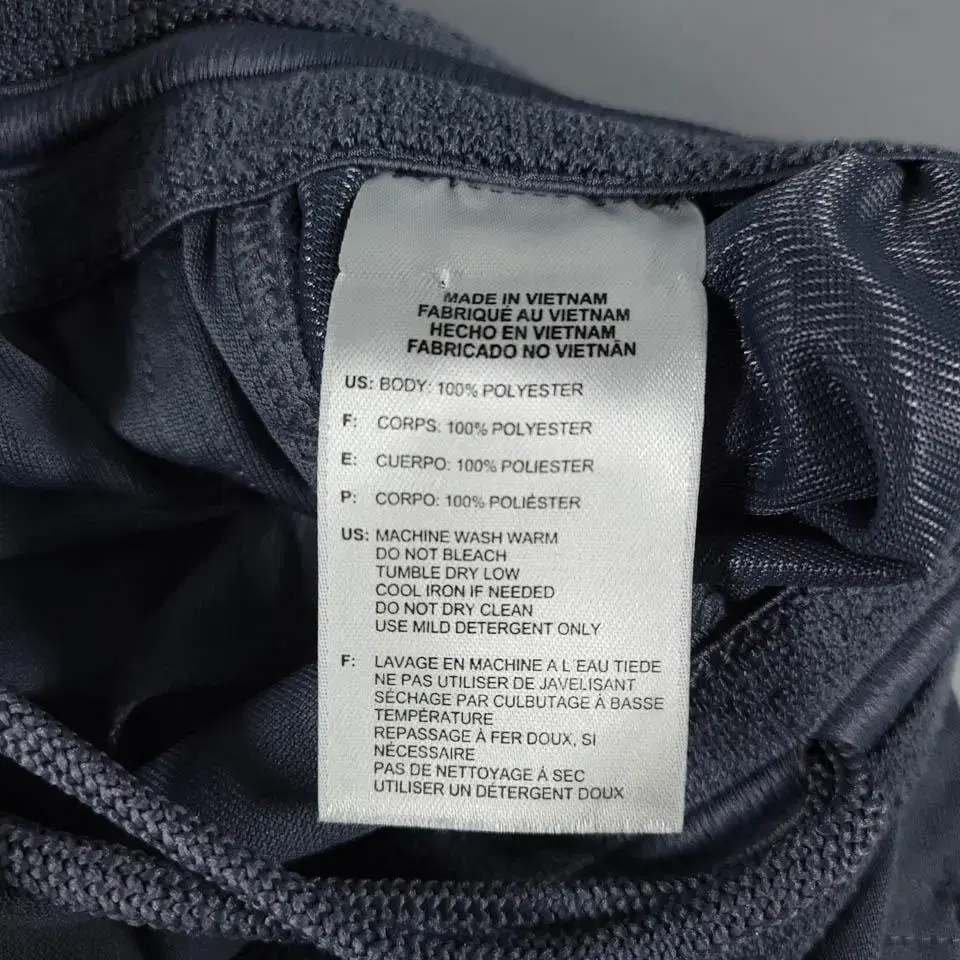 MADE IN VIETNAM
FABRIQUÉ AU VIETNAM
HECHO EN VIETNAM
FABRICADO NO VIETNÃN
US: BODY: 100% POLYESTER
F: CORPS: 100% POLYESTER
E: CUERPO: 100% POLIESTER
P: CORPO: 100% POLIÉSTER
US: MACHINE WASH WARM
DO NOT BLEACH
TUMBLE DRY LOW
COOL IRON IF NEEDED
DO NOT DRY CLEAN
USE MILD DETERGENT ONLY
F: LAVAGE EN MACHINE A L'EAU TIEDE
NE PAS UTILISER DE JAVELISANT
SÉCHAGE PAR CULBUTAGE À BASSE
TEMPÉRATURE
REPASSAGE À FER DOUX, SI
NÉCESSAIRE
PAS DE NETTOYAGE À SEC
UTILISER UN DÉTERGENT DOUX